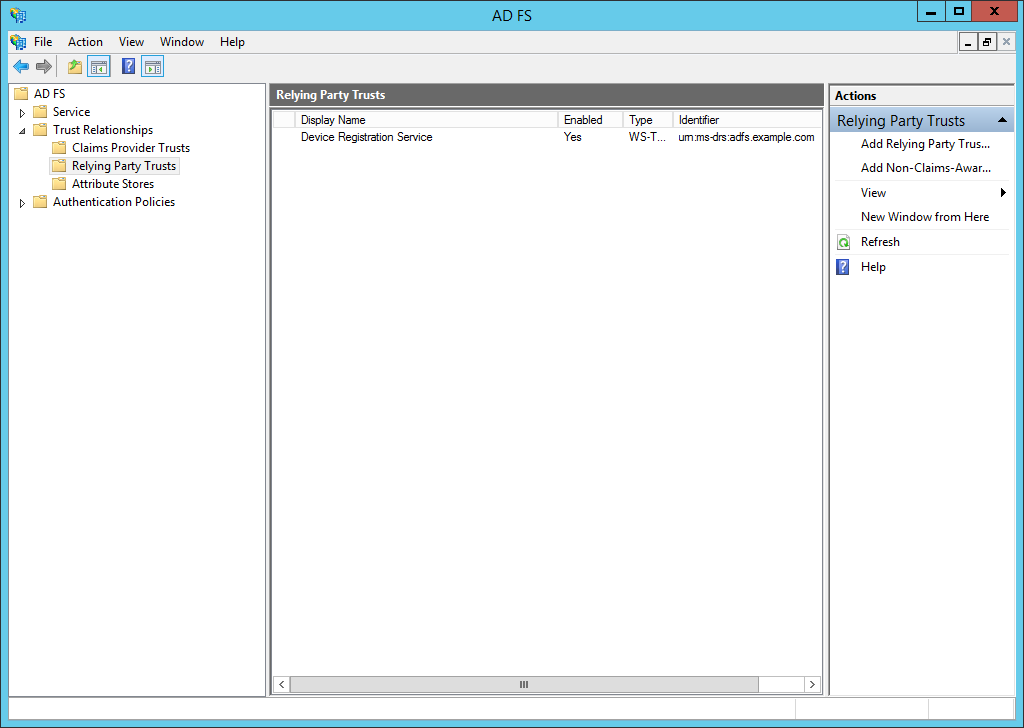 AD FS
File Action View Window Help
AD FS
Service
Trust Relationships
Claims Provider Trusts
Relying Party Trusts
Attribute Stores
Authentication Policies
Relying Party Trusts
Display Name Enabled Type Identifier
Device Registration Service Yes WS-T... urn:ms-drs:adfs.example.com
Actions
Relying Party Trusts
Add Relying Party Trus...
Add Non-Claims-Awar...
View
New Window from Here
Refresh
Help